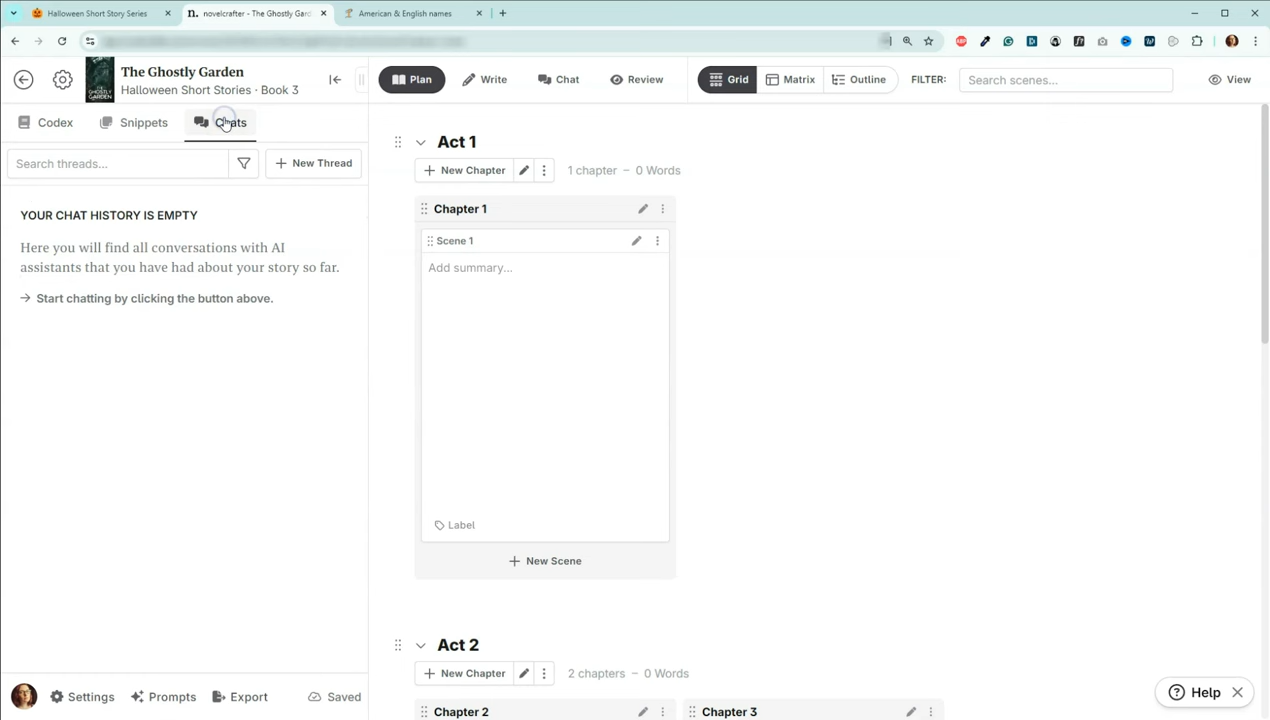 Halloween Short Story Series
novelcrafter - The Ghostly Gard
American & English names
The Ghostly Garden
Halloween Short Stories · Book 3
Plan
Write
Chat
Review
Grid
Matrix
Outline
FILTER:
Search scenes...
View
Codex
Snippets
Chats
Search threads...
+ New Thread
YOUR CHAT HISTORY IS EMPTY
Here you will find all conversations with AI
assistants that you have had about your story so far.
→ Start chatting by clicking the button above.
Act 1
+ New Chapter
1 chapter – 0 Words
Chapter 1
Scene 1
Add summary...
Label
+ New Scene
Act 2
+ New Chapter
2 chapters – 0 Words
Chapter 2
Chapter 3
Settings
Prompts
Export
Saved
Help